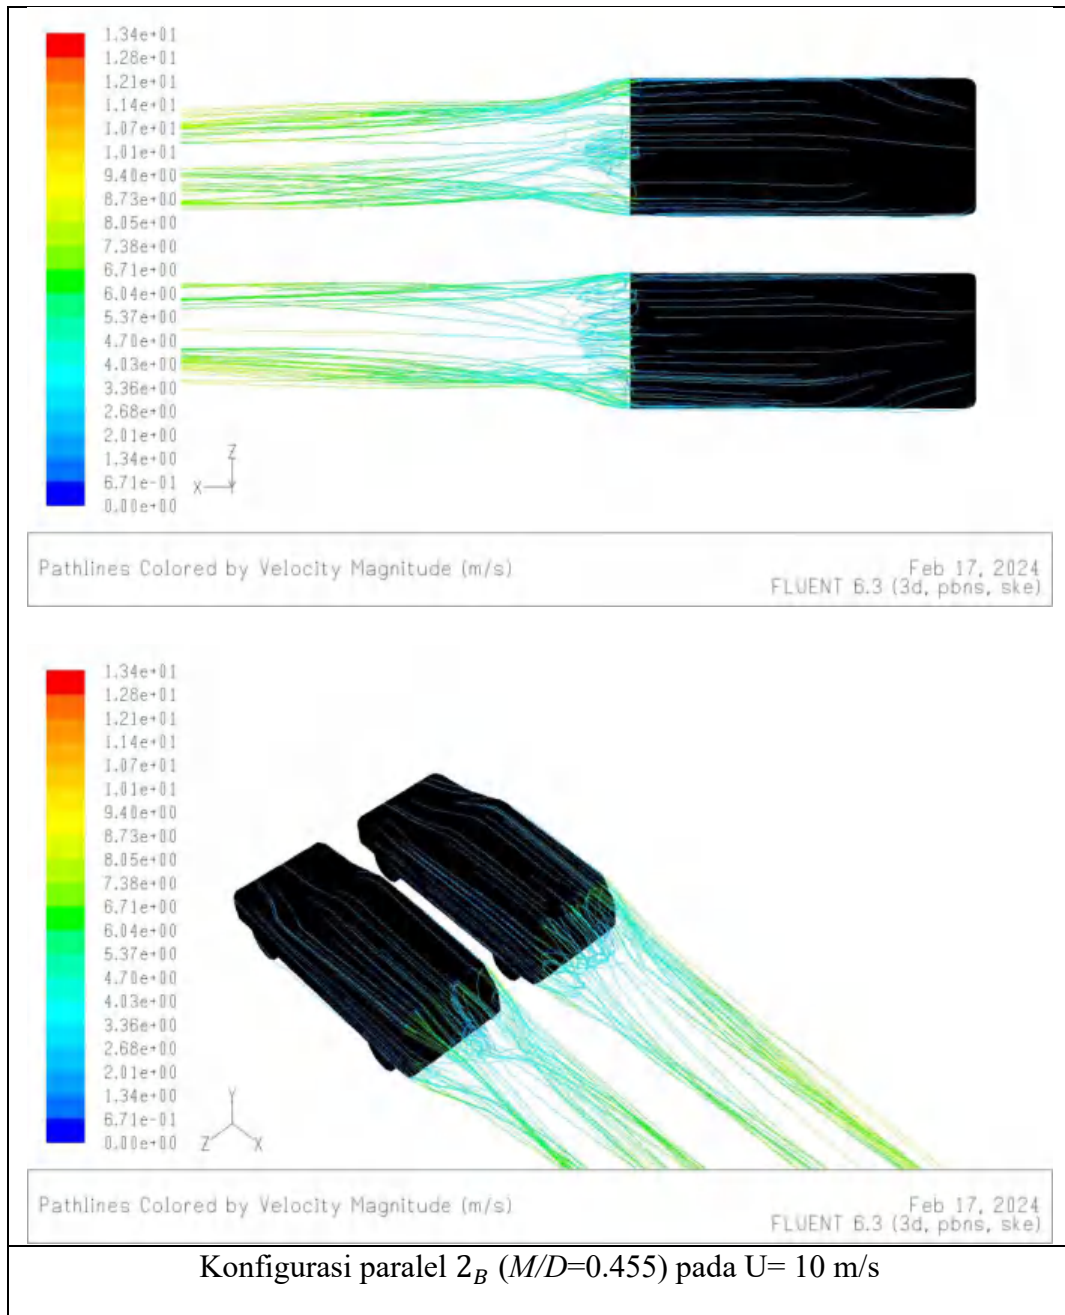 1.34e+01
1.28e+01
1.21e+01
1.14e+01
1.07e+01
1.01e+01
9.40e+00
8.73e+00
8.05e+00
7.38e+00
6.71e+00
6.04e+00
5.37e+00
4.70e+00
4.03e+00
3.36e+00
2.68e+00
2.01e+00
1.34e+00
6.71e-01
0.00e+00
Z
X
Y
Pathlines Colored by Velocity Magnitude (m/s)
Feb 17, 2024
FLUENT 6.3 (3d, pbns, ske)
1.34e+01
1.28e+01
1.21e+01
1.14e+01
1.07e+01
1.01e+01
9.40e+00
8.73e+00
8.05e+00
7.38e+00
6.71e+00
6.04e+00
5.37e+00
4.70e+00
4.03e+00
3.36e+00
2.68e+00
2.01e+00
1.34e+00
6.71e-01
0.00e+00
Y
Z
X
Pathlines Colored by Velocity Magnitude (m/s)
Feb 17, 2024
FLUENT 6.3 (3d, pbns, ske)
Konfigurasi paralel 2_B (M/D=0.455) pada U= 10 m/s